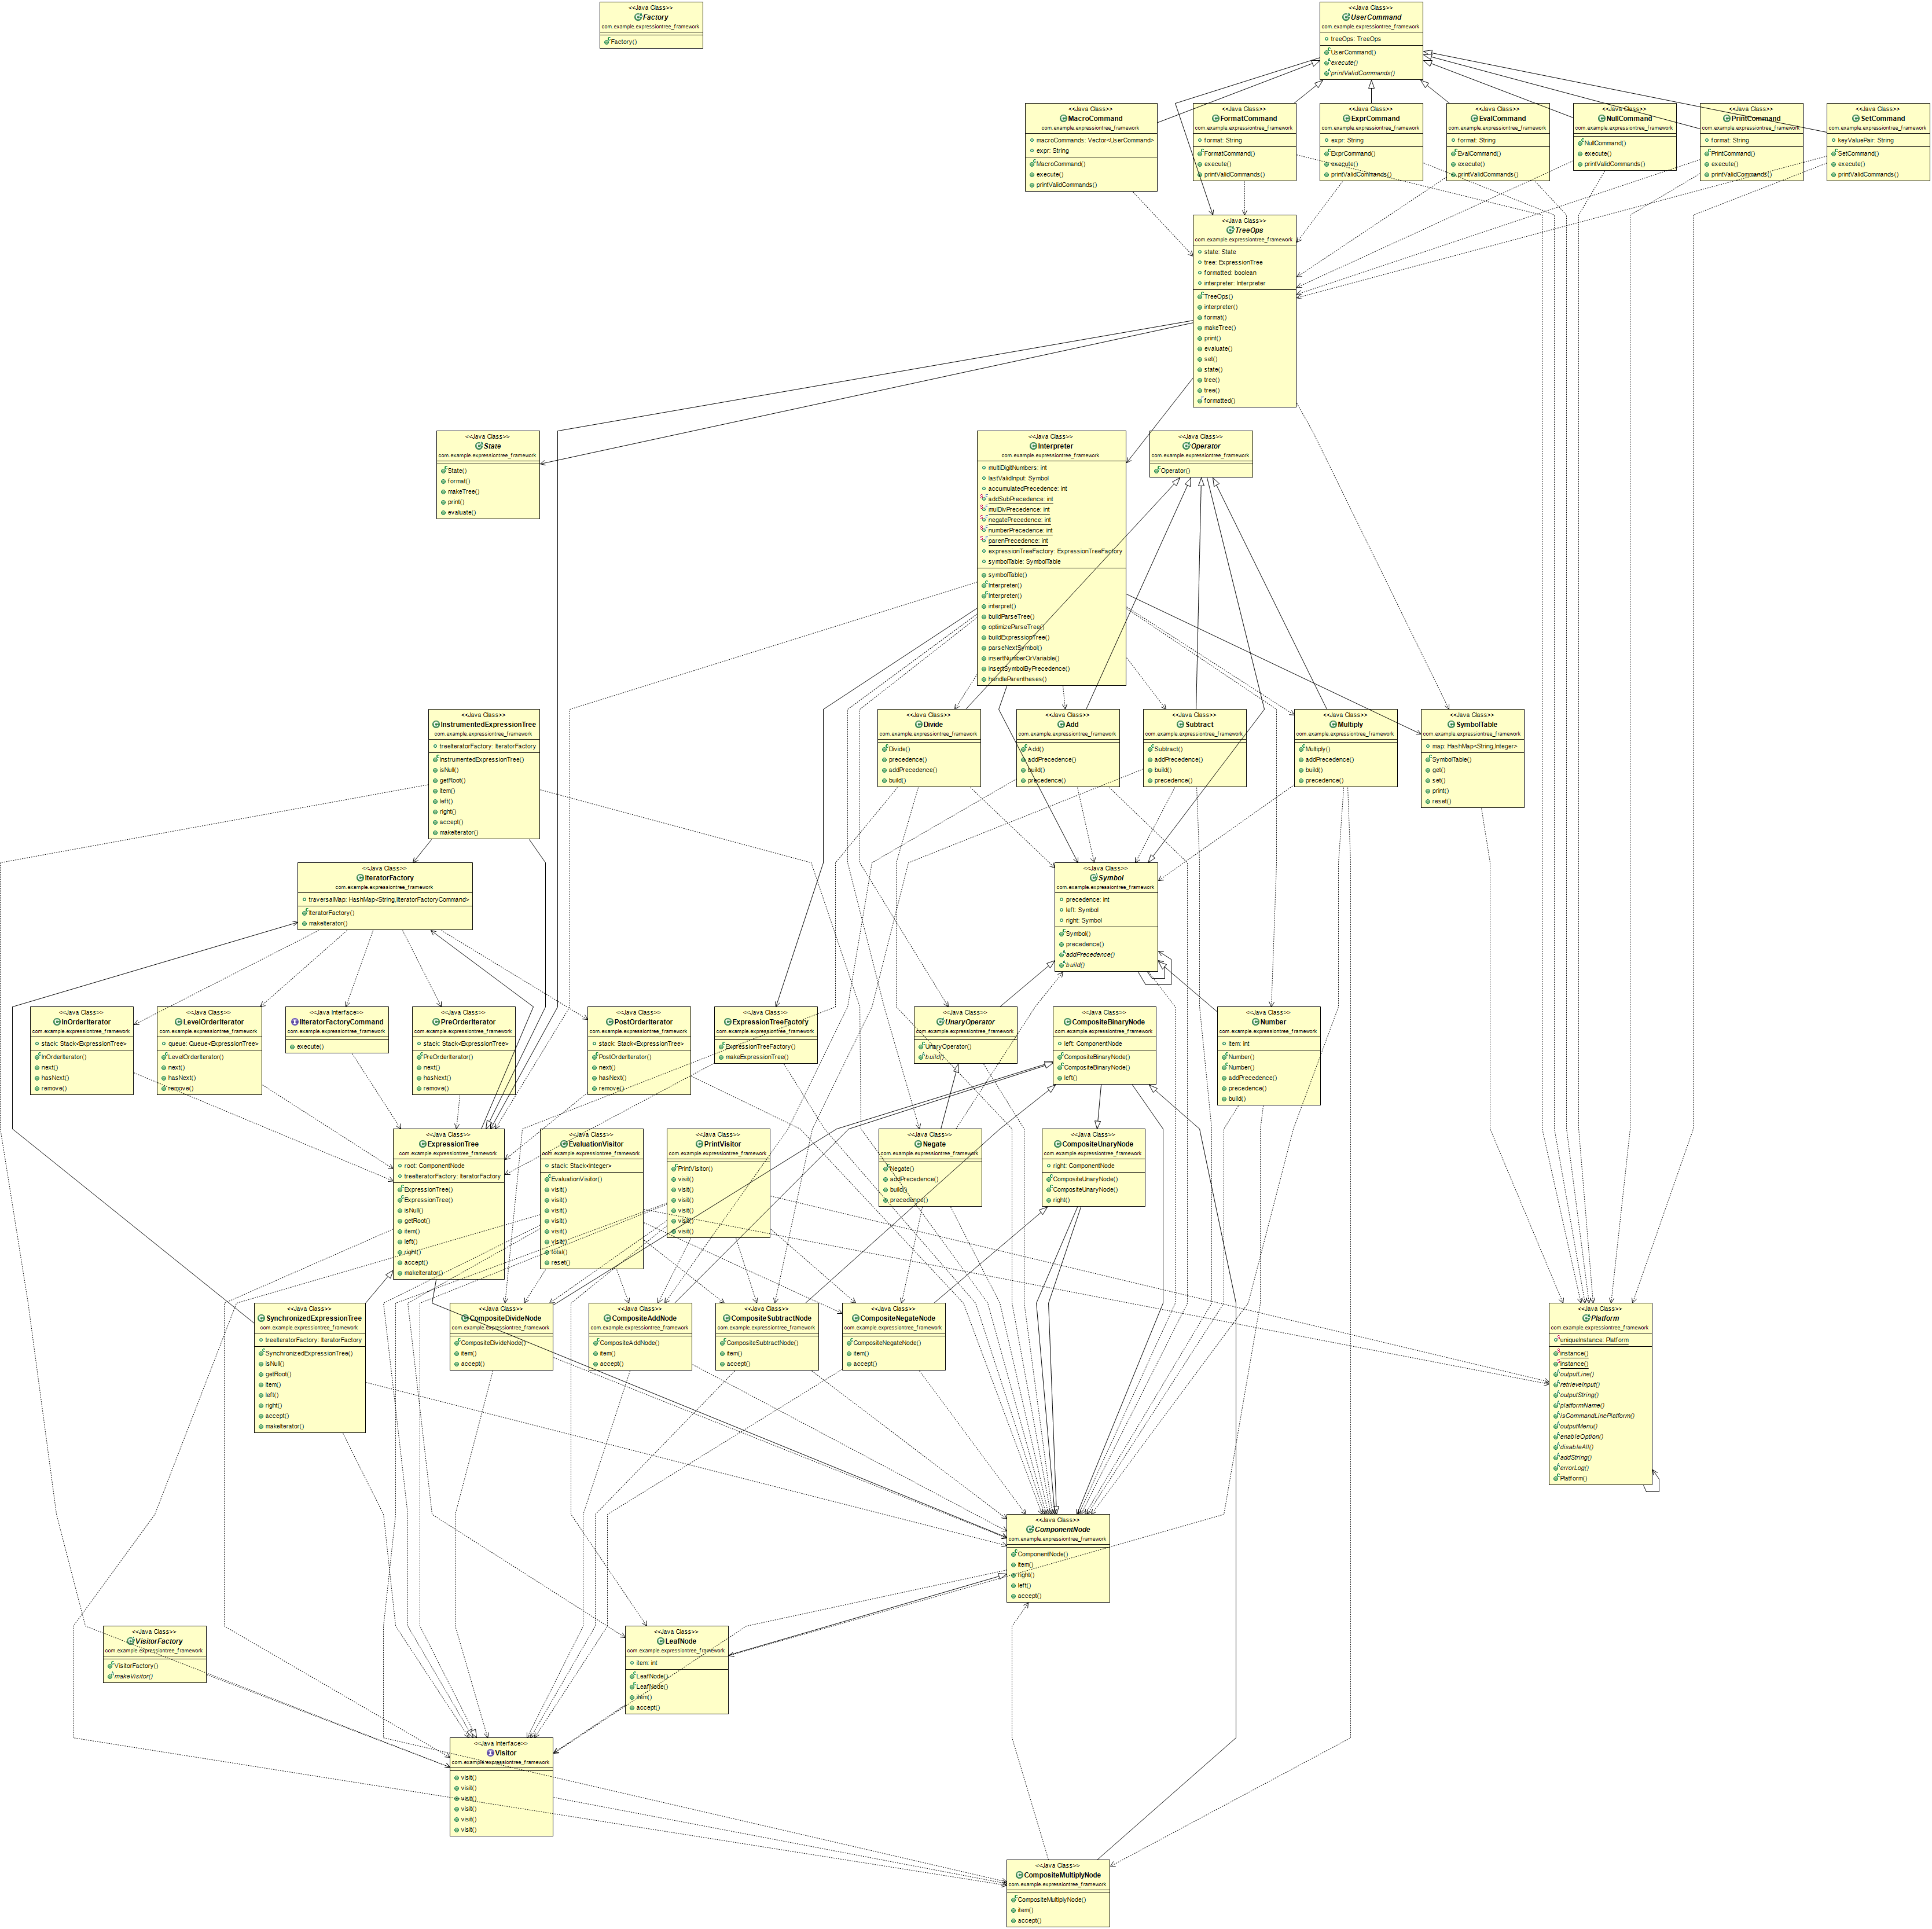 <<Java Class>>
Factory
com.example.expressiontree_framework
Factory()
<<Java Class>>
UserCommand
com.example.expressiontree_framework
treeOps: TreeOps
UserCommand()
execute()
printValidCommands()
<<Java Class>>
MacroCommand
com.example.expressiontree_framework
macroCommands: Vector<UserCommand>
expr: String
MacroCommand()
execute()
printValidCommands()
<<Java Class>>
FormatCommand
com.example.expressiontree_framework
format: String
FormatCommand()
execute()
printValidCommands()
<<Java Class>>
ExprCommand
com.example.expressiontree_framework
expr: String
ExprCommand()
execute()
printValidCommands()
<<Java Class>>
EvalCommand
com.example.expressiontree_framework
format: String
EvalCommand()
execute()
printValidCommands()
<<Java Class>>
NullCommand
com.example.expressiontree_framework
NullCommand()
execute()
printValidCommands()
<<Java Class>>
PrintCommand
com.example.expressiontree_framework
format: String
PrintCommand()
execute()
printValidCommands()
<<Java Class>>
SetCommand
com.example.expressiontree_framework
keyValuePair: String
SetCommand()
execute()
printValidCommands()
<<Java Class>>
TreeOps
com.example.expressiontree_framework
state: State
tree: ExpressionTree
formatted: boolean
interpreter: Interpreter
TreeOps()
interpreter()
format()
makeTree()
print()
evaluate()
set()
state()
tree()
tree()
formatted()
<<Java Class>>
State
com.example.expressiontree_framework
State()
format()
makeTree()
print()
evaluate()
<<Java Class>>
Interpreter
com.example.expressiontree_framework
multiDigitNumbers: int
lastValidInput: Symbol
accumulatedPrecedence: int
addSubPrecedence: int
mulDivPrecedence: int
negatePrecedence: int
numberPrecedence: int
parenPrecedence: int
expressionTreeFactory: ExpressionTreeFactory
symbolTable: SymbolTable
symbolTable()
Interpreter()
Interpreter()
interpret()
buildParseTree()
optimizeParseTree()
buildExpressionTree()
parseNextSymbol()
insertNumberOrVariable()
insertSymbolByPrecedence()
handleParentheses()
<<Java Class>>
Operator
com.example.expressiontree_framework
Operator()
<<Java Class>>
InstrumentedExpressionTree
com.example.expressiontree_framework
treeIteratorFactory: IteratorFactory
InstrumentedExpressionTree()
isNull()
getRoot()
item()
left()
right()
accept()
makeIterator()
<<Java Class>>
Divide
com.example.expressiontree_framework
Divide()
precedence()
addPrecedence()
build()
<<Java Class>>
Add
com.example.expressiontree_framework
Add()
addPrecedence()
build()
precedence()
<<Java Class>>
Subtract
com.example.expressiontree_framework
Subtract()
addPrecedence()
build()
precedence()
<<Java Class>>
Multiply
com.example.expressiontree_framework
Multiply()
addPrecedence()
build()
precedence()
<<Java Class>>
SymbolTable
com.example.expressiontree_framework
map: HashMap<String,Integer>
SymbolTable()
get()
set()
print()
reset()
<<Java Class>>
IteratorFactory
com.example.expressiontree_framework
traversalMap: HashMap<String,IIteratorFactoryCommand>
IteratorFactory()
makeIterator()
<<Java Class>>
Symbol
com.example.expressiontree_framework
precedence: int
left: Symbol
right: Symbol
Symbol()
precedence()
addPrecedence()
build()
<<Java Class>>
InOrderIterator
com.example.expressiontree_framework
stack: Stack<ExpressionTree>
InOrderIterator()
next()
hasNext()
remove()
<<Java Class>>
LevelOrderIterator
com.example.expressiontree_framework
queue: Queue<ExpressionTree>
LevelOrderIterator()
next()
hasNext()
remove()
<<Java Interface>>
IIteratorFactoryCommand
com.example.expressiontree_framework
execute()
<<Java Class>>
PreOrderIterator
com.example.expressiontree_framework
stack: Stack<ExpressionTree>
PreOrderIterator()
next()
hasNext()
remove()
<<Java Class>>
PostOrderIterator
com.example.expressiontree_framework
stack: Stack<ExpressionTree>
PostOrderIterator()
next()
hasNext()
remove()
<<Java Class>>
ExpressionTreeFactory
com.example.expressiontree_framework
ExpressionTreeFactory()
makeExpressionTree()
<<Java Class>>
UnaryOperator
com.example.expressiontree_framework
UnaryOperator()
build()
<<Java Class>>
CompositeBinaryNode
com.example.expressiontree_framework
left: ComponentNode
CompositeBinaryNode()
CompositeBinaryNode()
left()
<<Java Class>>
Number
com.example.expressiontree_framework
item: int
Number()
Number()
addPrecedence()
precedence()
build()
<<Java Class>>
ExpressionTree
com.example.expressiontree_framework
root: ComponentNode
treeIteratorFactory: IteratorFactory
ExpressionTree()
ExpressionTree()
isNull()
getRoot()
item()
left()
right()
accept()
makeIterator()
<<Java Class>>
EvaluationVisitor
com.example.expressiontree_framework
stack: Stack<Integer>
EvaluationVisitor()
visit()
visit()
visit()
visit()
visit()
visit()
total()
reset()
<<Java Class>>
PrintVisitor
com.example.expressiontree_framework
PrintVisitor()
visit()
visit()
visit()
visit()
visit()
visit()
<<Java Class>>
Negate
com.example.expressiontree_framework
Negate()
addPrecedence()
build()
precedence()
<<Java Class>>
CompositeUnaryNode
com.example.expressiontree_framework
right: ComponentNode
CompositeUnaryNode()
CompositeUnaryNode()
right()
<<Java Class>>
SynchronizedExpressionTree
com.example.expressiontree_framework
treeIteratorFactory: IteratorFactory
SynchronizedExpressionTree()
isNull()
getRoot()
item()
left()
right()
accept()
makeIterator()
<<Java Class>>
CompositeDivideNode
com.example.expressiontree_framework
CompositeDivideNode()
item()
accept()
<<Java Class>>
CompositeAddNode
com.example.expressiontree_framework
CompositeAddNode()
item()
accept()
<<Java Class>>
CompositeSubtractNode
com.example.expressiontree_framework
CompositeSubtractNode()
item()
accept()
<<Java Class>>
CompositeNegateNode
com.example.expressiontree_framework
CompositeNegateNode()
item()
accept()
<<Java Class>>
Platform
com.example.expressiontree_framework
uniqueInstance: Platform
instance()
instance()
outputLine()
retrieveInput()
outputString()
platformName()
isCommandLinePlatform()
outputMenu()
enableOption()
disableAll()
addString()
errorLog()
Platform()
<<Java Class>>
ComponentNode
com.example.expressiontree_framework
ComponentNode()
item()
right()
left()
accept()
<<Java Class>>
VisitorFactory
com.example.expressiontree_framework
VisitorFactory()
makeVisitor()
<<Java Class>>
LeafNode
com.example.expressiontree_framework
item: int
LeafNode()
LeafNode()
item()
accept()
<<Java Interface>>
Visitor
com.example.expressiontree_framework
visit()
visit()
visit()
visit()
visit()
visit()
<<Java Class>>
CompositeMultiplyNode
com.example.expressiontree_framework
CompositeMultiplyNode()
item()
accept()